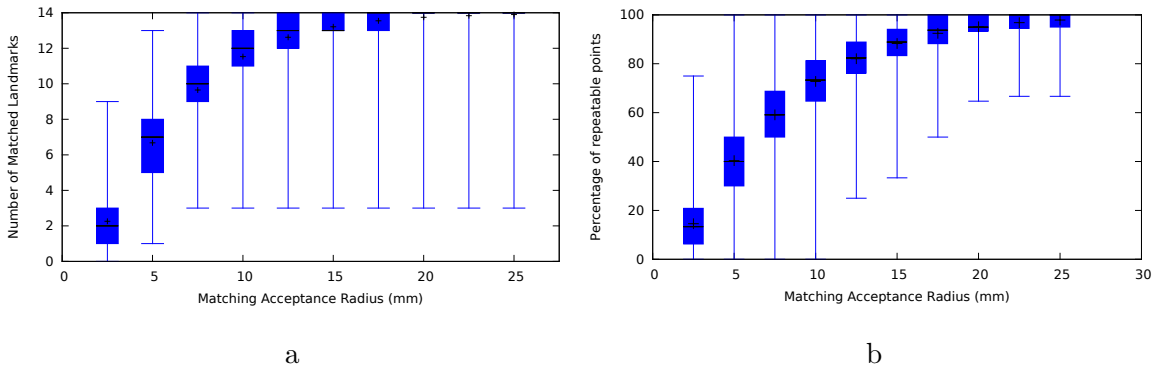 14
12
10
8
6
4
2
0
Number of Matched Landmarks
0 5 10 15 20 25
Matching Acceptance Radius (mm)
a
100
80
60
40
20
0
Percentage of repeatable points
0 5 10 15 20 25 30
Matching Acceptance Radius (mm)
b